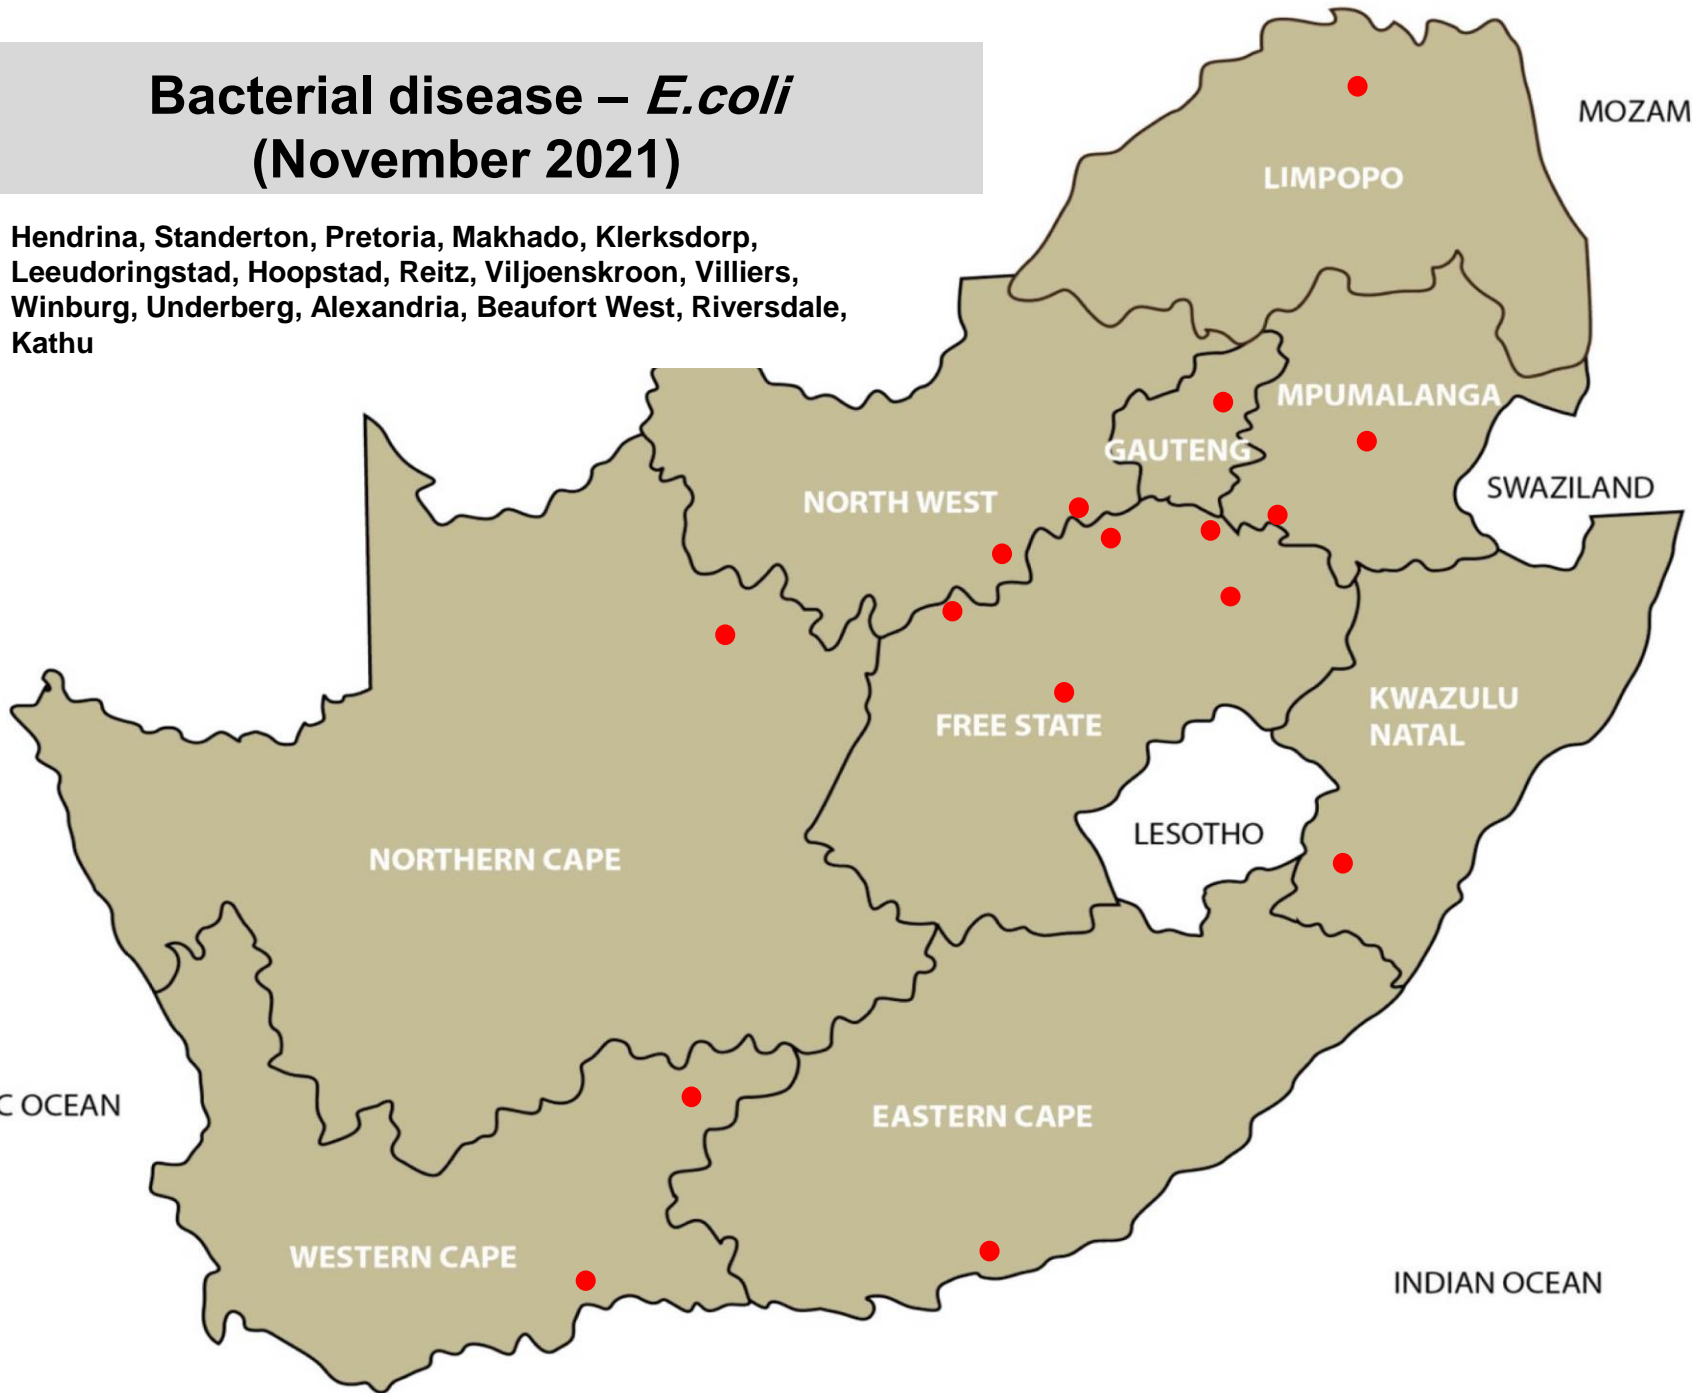 Bacterial disease – E.coli
(November 2021)
Hendrina, Standerton, Pretoria, Makhado, Klerksdorp,
Leeudoringstad, Hoopstad, Reitz, Viljoenskroon, Villiers,
Winburg, Underberg, Alexandria, Beaufort West, Riversdale,
Kathu
MOZAM
LIMPOPO
MPUMALANGA
GAUTENG
SWAZILAND
NORTH WEST
KWAZULU
NATAL
FREE STATE
LESOTHO
NORTHERN CAPE
C OCEAN
EASTERN CAPE
WESTERN CAPE
INDIAN OCEAN